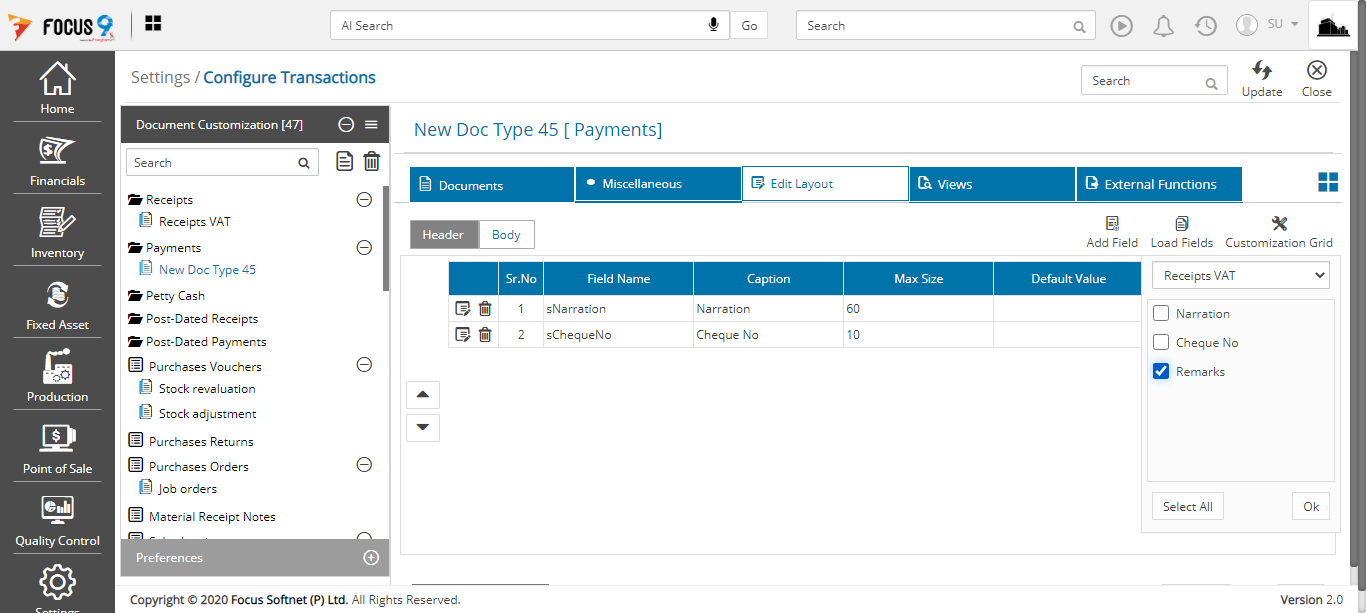 FOCUS 9
AI Search
Go
Search
SU
Home
Financials
Inventory
Fixed Asset
Production
Point of Sale
Quality Control
Settings
Settings / Configure Transactions
Search
Update
Close
Document Customization [47]
Search
Receipts
Receipts VAT
Payments
New Doc Type 45
Petty Cash
Post-Dated Receipts
Post-Dated Payments
Purchases Vouchers
Stock revaluation
Stock adjustment
Purchases Returns
Purchases Orders
Job orders
Material Receipt Notes
Preferences
New Doc Type 45 [ Payments]
Documents
Miscellaneous
Edit Layout
Views
External Functions
Header
Body
Add Field
Load Fields
Customization Grid
Sr.No Field Name Caption Max Size Default Value
1 sNarration Narration 60
2 sChequeNo Cheque No 10
Receipts VAT
Narration
Cheque No
Remarks
Select All
Ok
Copyright © 2020 Focus Softnet (P) Ltd. All Rights Reserved.
Version 2.0